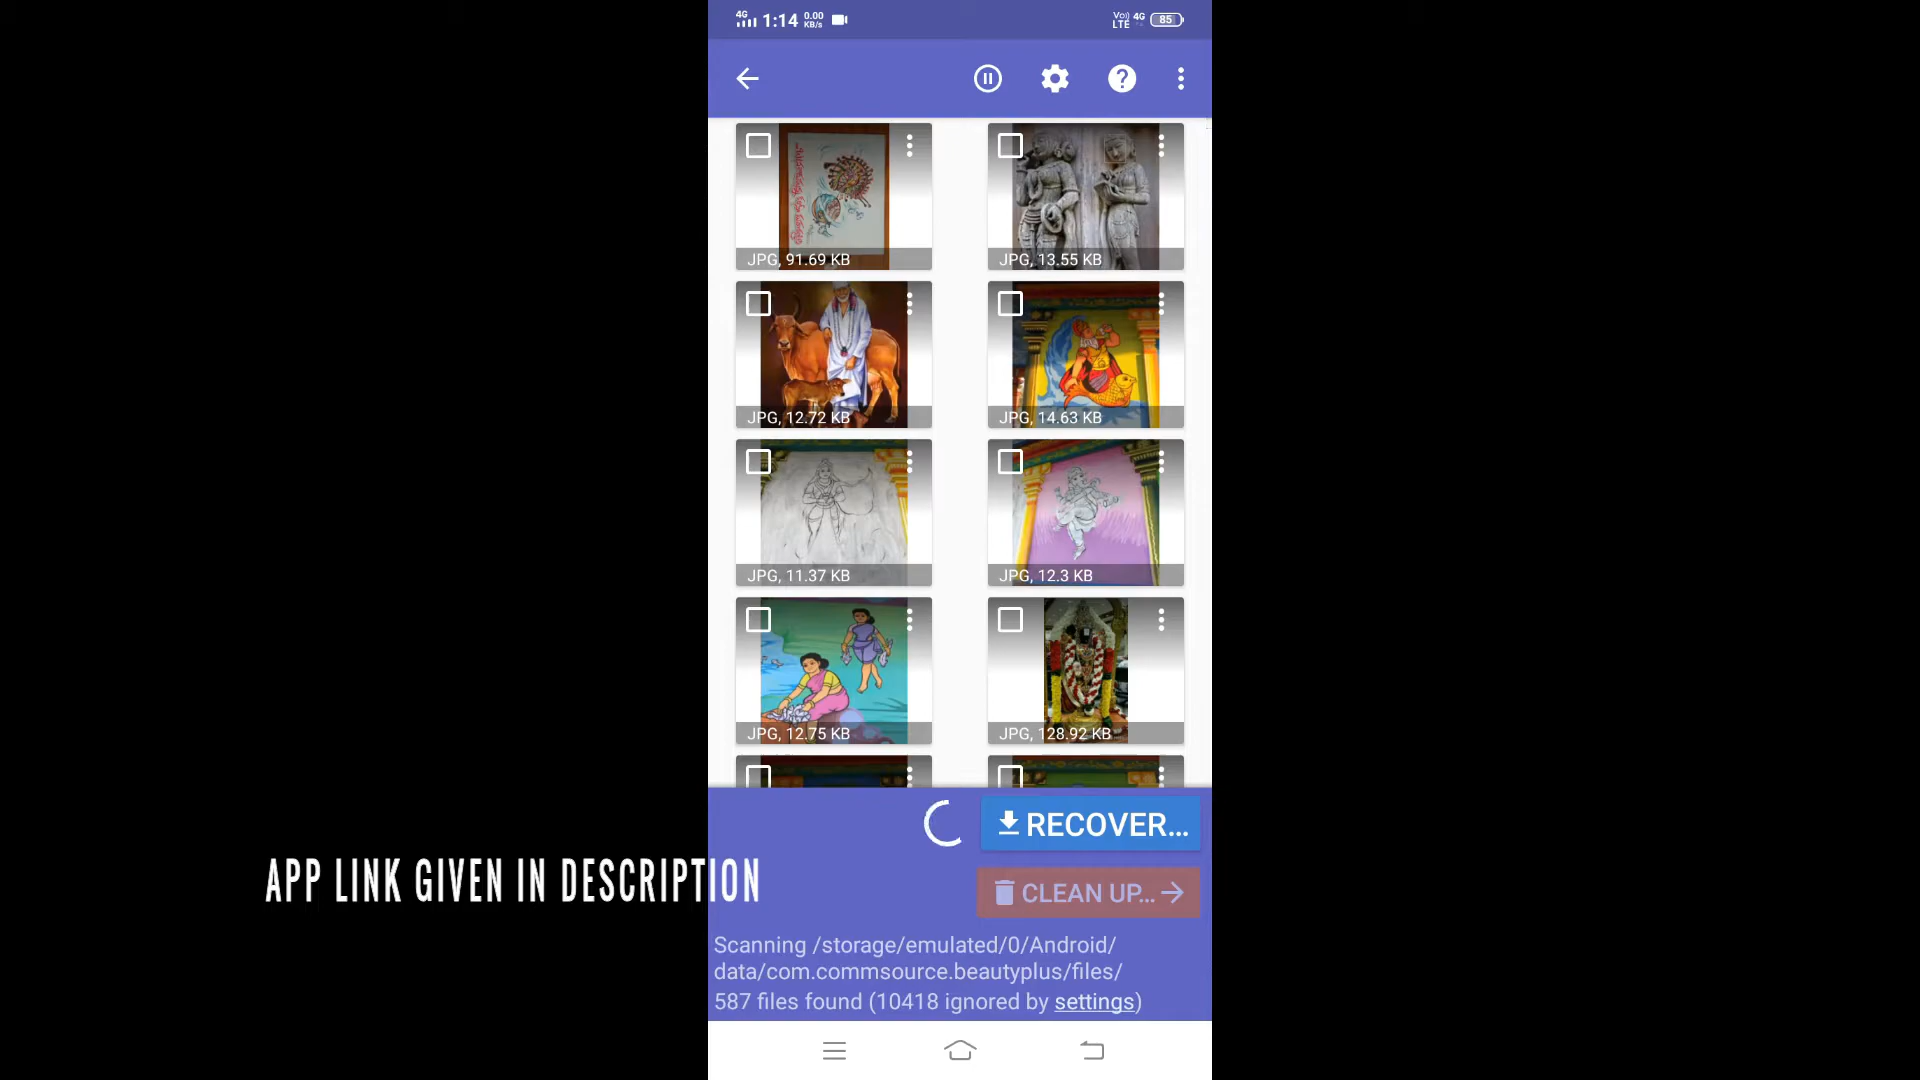 4G 1:14 0.00 KB/s Vo) LTE 4G 85
JPG, 91.69 KB
JPG, 13.55 KB
JPG, 12.72 KB
JPG, 14.63 KB
JPG, 11.37 KB
JPG, 12.3 KB
JPG, 12.75 KB
JPG, 128.92 KB
RECOVER...
APP LINK GIVEN IN DESCRIPTION
CLEAN UP...
Scanning /storage/emulated/0/Android/
data/com.commsource.beautyplus/files/
587 files found (10418 ignored by settings)